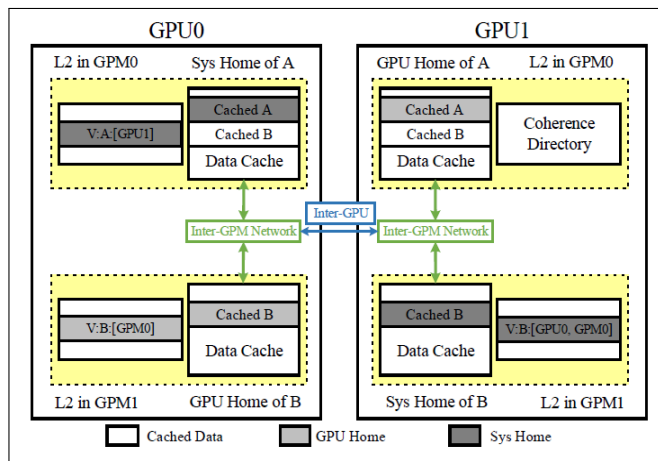 GPU0
GPU1
L2 in GPM0
Sys Home of A
GPU Home of A
L2 in GPM0
V:A:[GPU1]
Cached A
Cached B
Data Cache
Cached A
Cached B
Data Cache
Coherence
Directory
Inter-GPU
Inter-GPM Network
Inter-GPM Network
V:B:[GPM0]
Cached B
Data Cache
Cached B
Data Cache
V:B:[GPU0, GPM0]
L2 in GPM1
GPU Home of B
Sys Home of B
L2 in GPM1
Cached Data
GPU Home
Sys Home